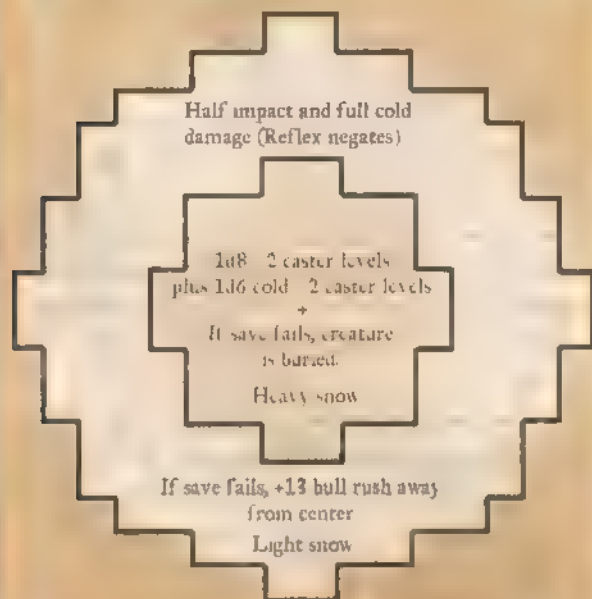 Half impact and full cold
damage (Reflex negates)
1d8 2 caster levels
plus 1d6 cold 2 caster levels
+
If save fails, creature
is buried.
Heavy snow
If save fails, +13 bull rush away
from center
Light snow